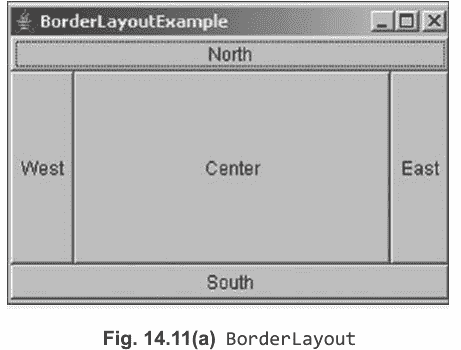 BorderLayoutExample
North
West Center East
South
Fig. 14.11(a) BorderLayout